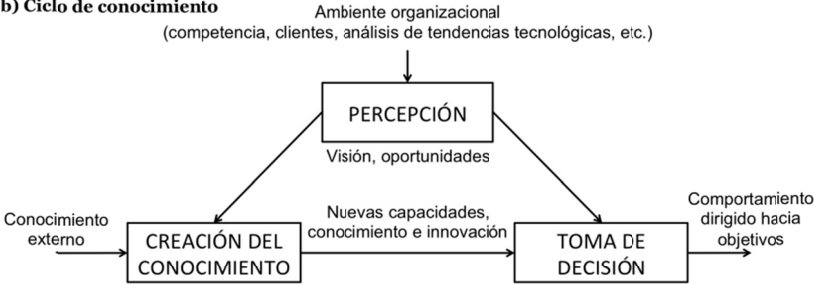 b) Ciclo de conocimiento
Ambiente organizacional
(competencia, clientes, análisis de tendencias tecnológicas, etc.)
PERCEPCIÓN
Visión, oportunidades
Conocimiento
externo
CREACIÓN DEL
CONOCIMIENTO
Nuevas capacidades,
conocimiento e innovación
TOMA DE
DECISIÓN
Comportamiento
dirigido hacia
objetivos